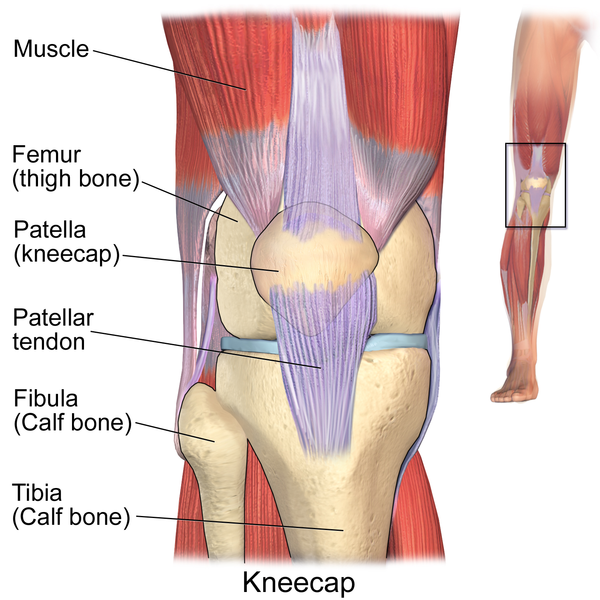 Muscle
Femur
(thigh bone)
Patella
(kneecap)
Patellar
tendon
Fibula
(Calf bone)
Tibia
(Calf bone)
Kneecap